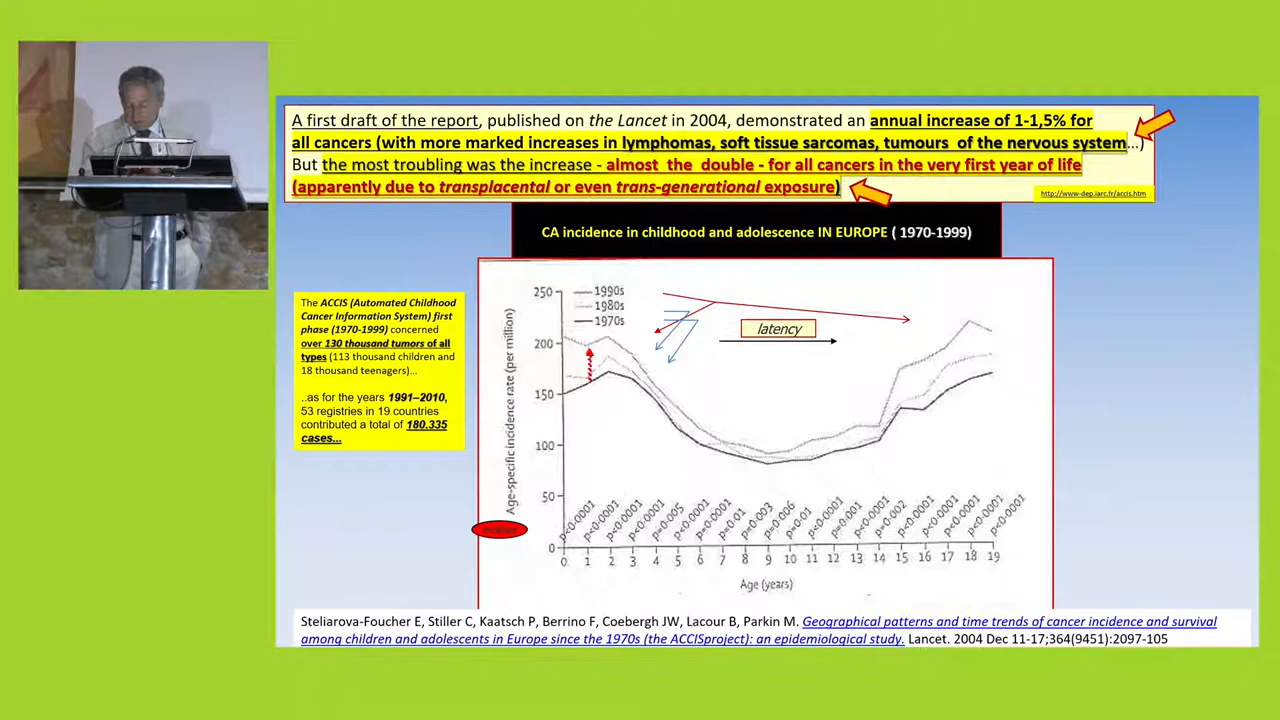 A first draft of the report, published on the Lancet in 2004, demonstrated an annual increase of 1-1,5% for
all cancers (with more marked increases in lymphomas, soft tissue sarcomas, tumours of the nervous system...)
But the most troubling was the increase - almost the double - for all cancers in the very first year of life
(apparently due to transplacental or even trans-generational exposure)
http://www-dep.iarc.fr/accis.htm
CA incidence in childhood and adolescence IN EUROPE ( 1970-1999)
The ACCIS (Automated Childhood
Cancer Information System) first
phase (1970-1999) concerned
over 130 thousand tumors of all
types (113 thousand children and
18 thousand teenagers)...
..as for the years 1991–2010,
53 registries in 19 countries
contributed a total of 180.335
cases...
1990s
1980s
1970s
latency
Age-specific incidence rate (per million)
250
200
150
100
50
0
p<0·0001 p<0·0001 p<0·0001 p<0·0001 p=0·005 p<0·0001 p=0·0001 p=0·01 p=0·003 p=0·006 p=0·01 p<0·0001 p=0·001 p<0·0001 p=0·002 p<0·0001 p<0·0001 p<0·0001 p<0·0001 p<0·0001
0 1 2 3 4 5 6 7 8 9 10 11 12 13 14 15 16 17 18 19
Age (years)
Steliarova-Foucher E, Stiller C, Kaatsch P, Berrino F, Coebergh JW, Lacour B, Parkin M. Geographical patterns and time trends of cancer incidence and survival
among children and adolescents in Europe since the 1970s (the ACCISproject): an epidemiological study. Lancet. 2004 Dec 11-17;364(9451):2097-105